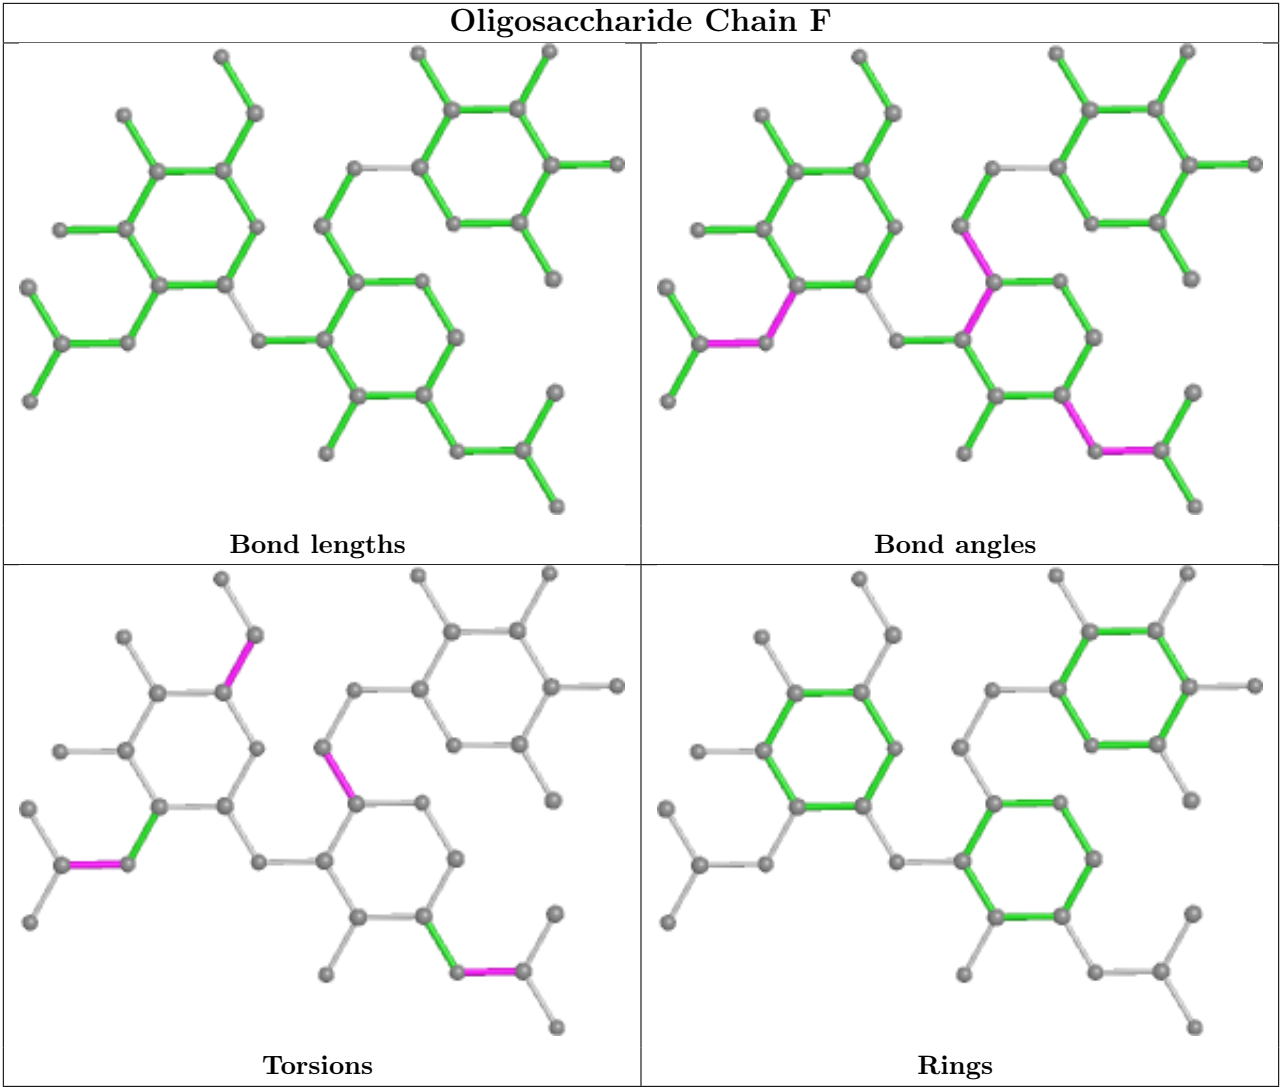 Oligosaccharide Chain F
Bond lengths
Bond angles
Torsions
Rings